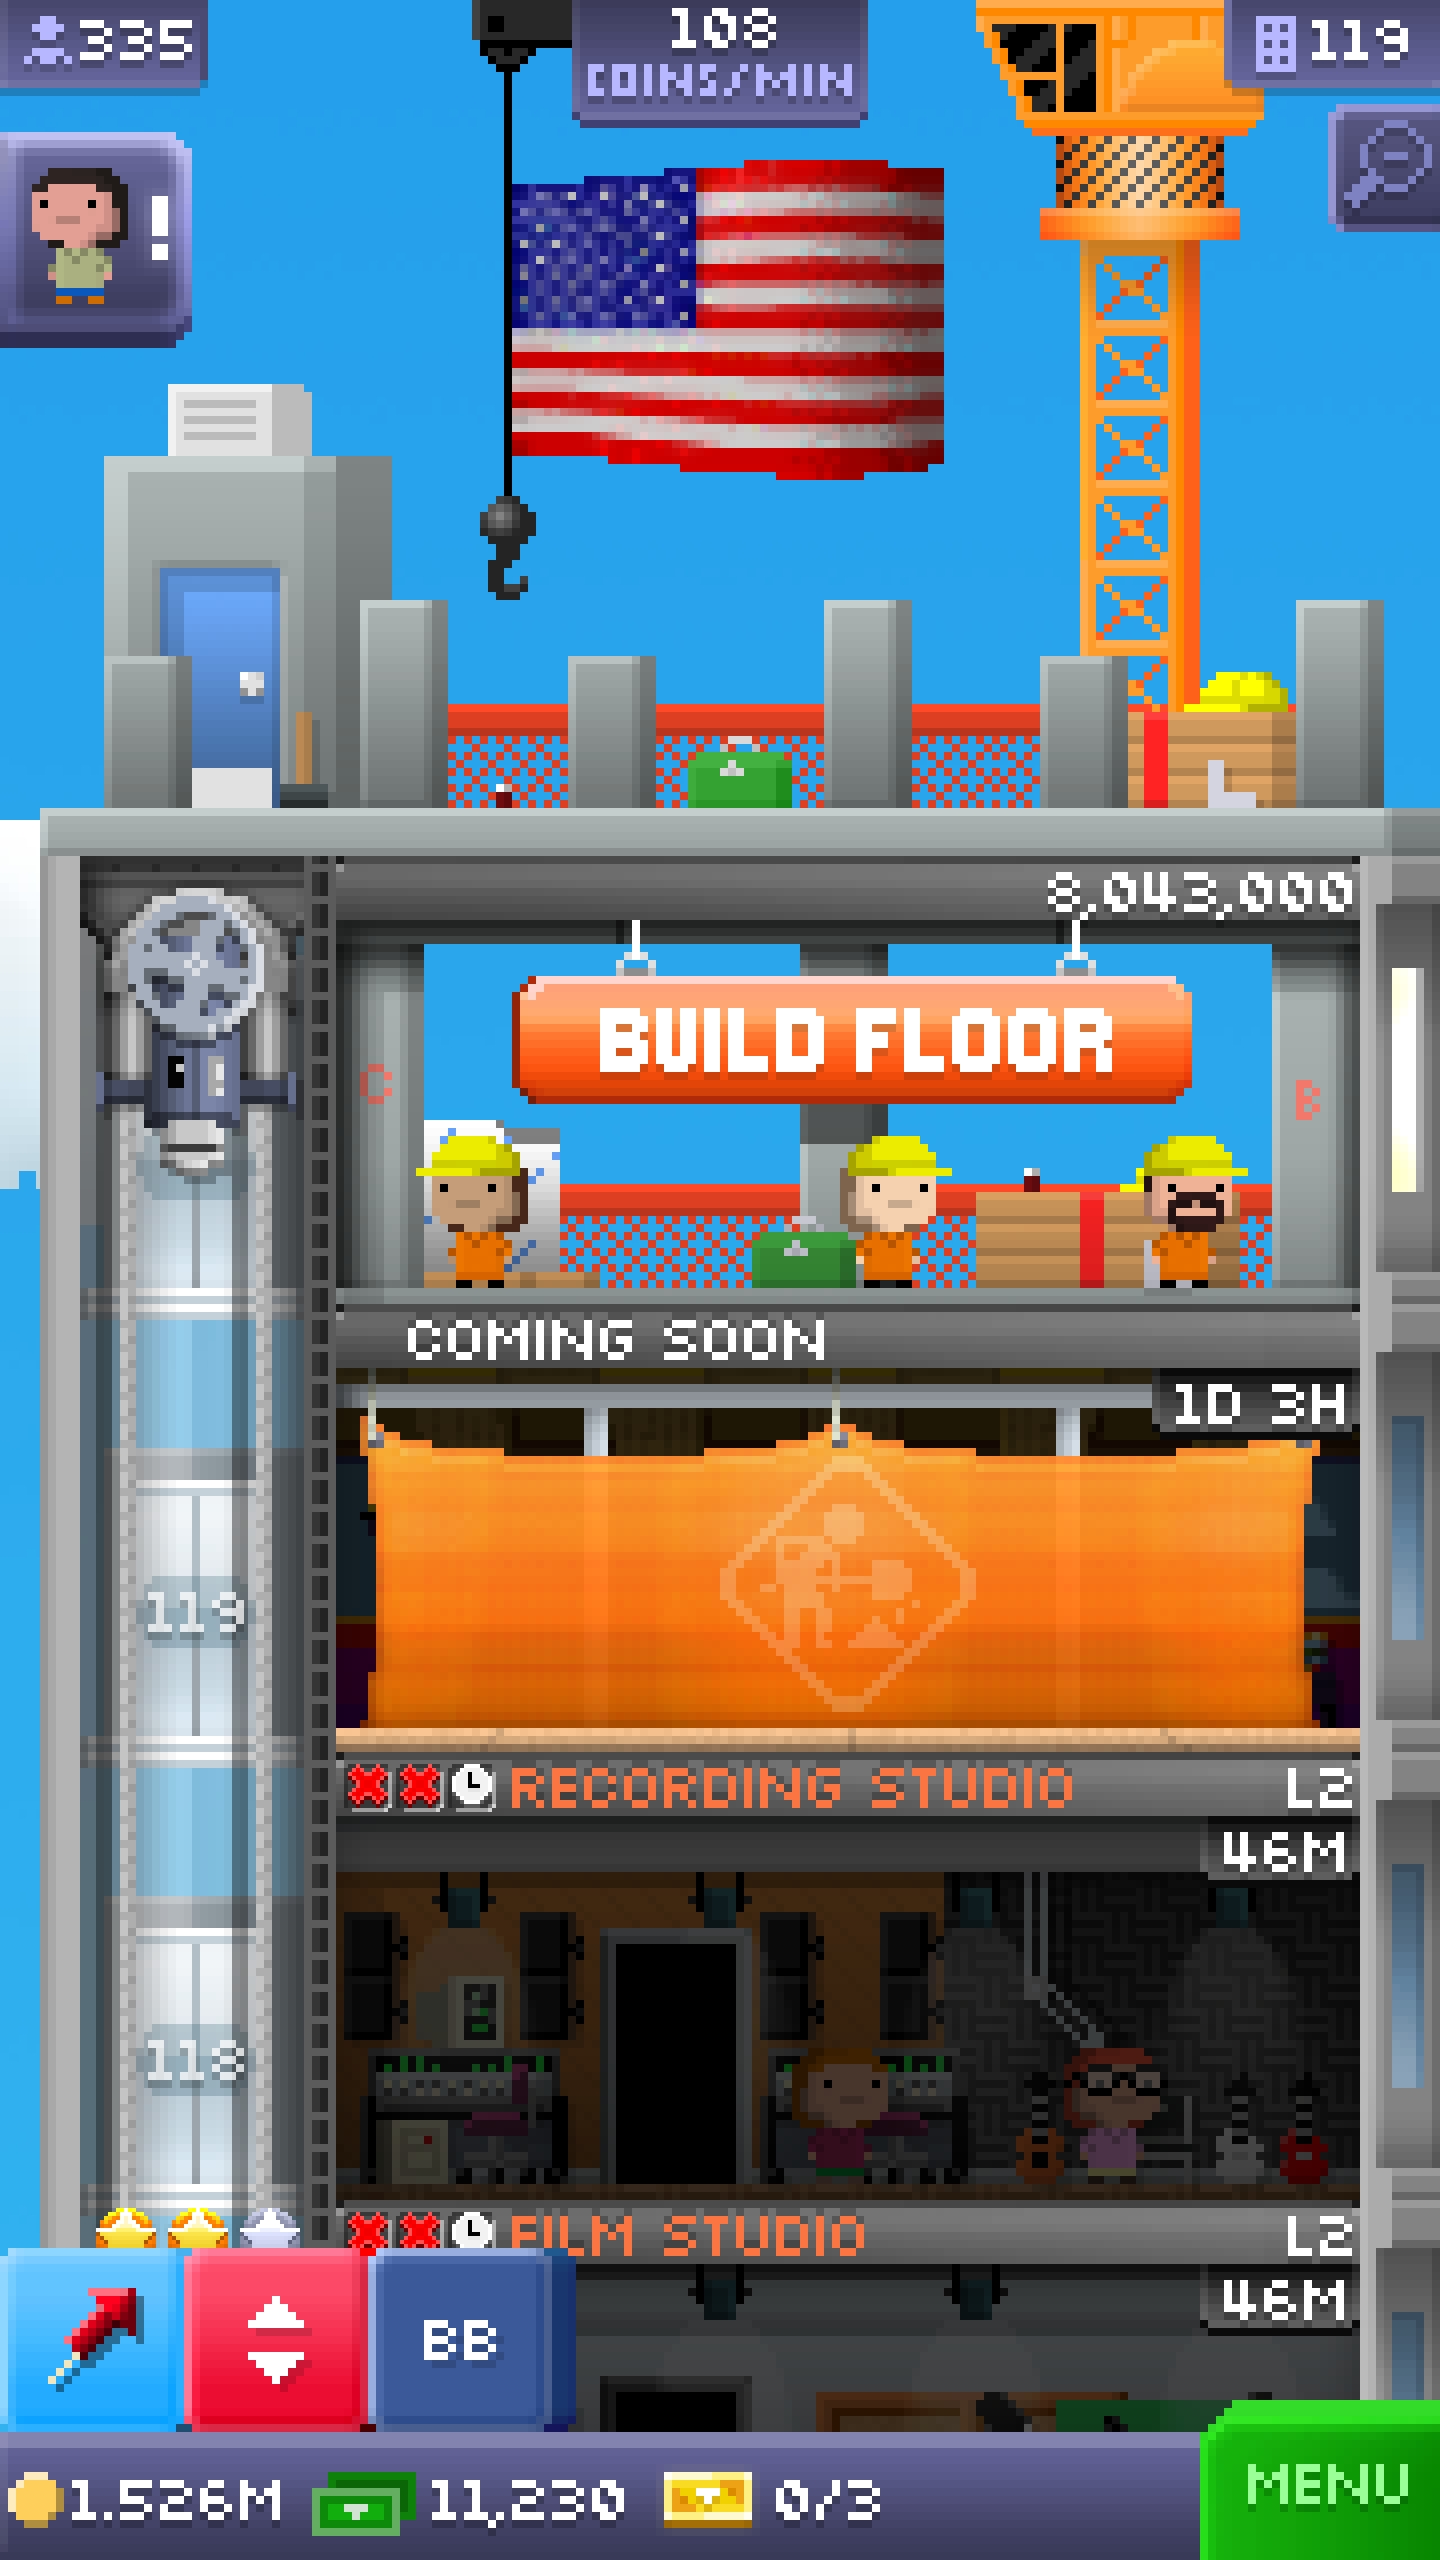 335
108
COINS/MIN
119
!
8,043,000
BUILD FLOOR
C
B
COMING SOON
1D 3H
119
RECORDING STUDIO
L2
46M
118
FILM STUDIO
L2
46M
BB
1.526M
11,230
0/3
MENU